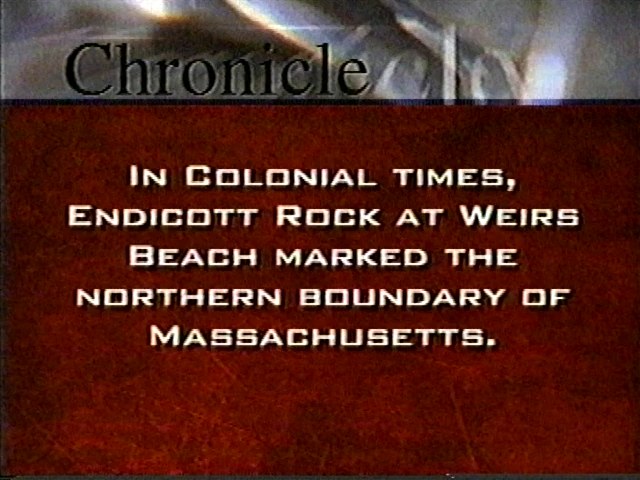 Chronicle
In Colonial times,
Endicott Rock at Weirs
Beach marked the
northern boundary of
Massachusetts.